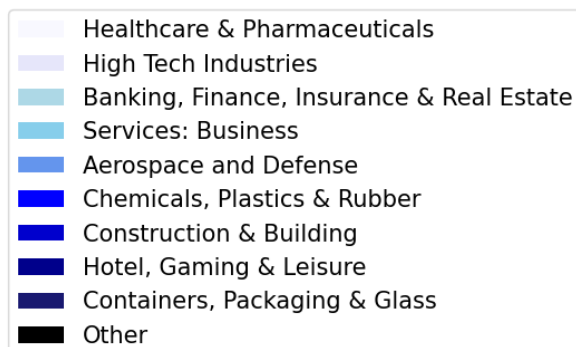 Healthcare & Pharmaceuticals
High Tech Industries
Banking, Finance, Insurance & Real Estate
Services: Business
Aerospace and Defense
Chemicals, Plastics & Rubber
Construction & Building
Hotel, Gaming & Leisure
Containers, Packaging & Glass
Other